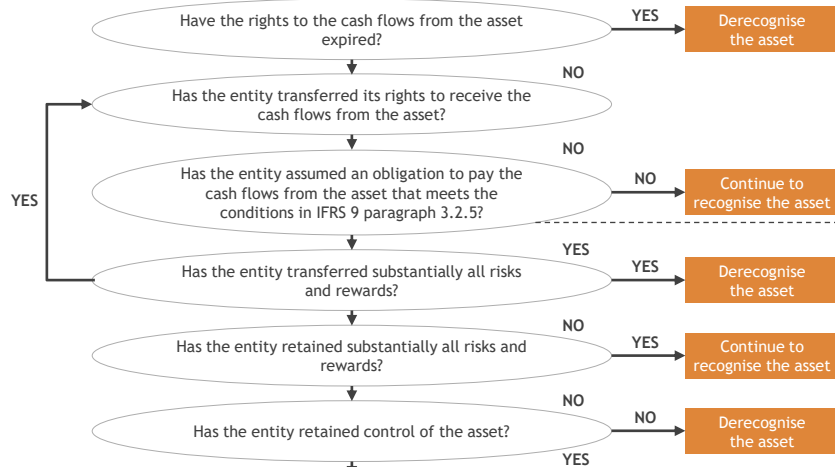 Have the rights to the cash flows from the asset
expired?
YES
Derecognise
the asset
NO
Has the entity transferred its rights to receive the
cash flows from the asset?
NO
YES
Has the entity assumed an obligation to pay the
cash flows from the asset that meets the
conditions in IFRS 9 paragraph 3.2.5?
NO
Continue to
recognise the asset
YES
Has the entity transferred substantially all risks
and rewards?
YES
Derecognise
the asset
NO
Has the entity retained substantially all risks and
rewards?
YES
Continue to
recognise the asset
NO
Has the entity retained control of the asset?
NO
Derecognise
the asset
YES